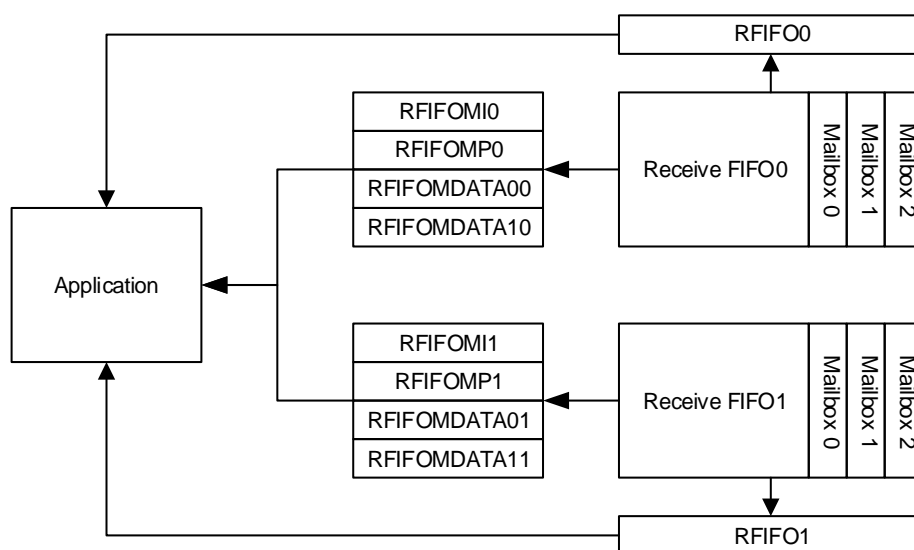 RFIFO0
RFIFOMI0
RFIFOMP0
RFIFOMDATA00
RFIFOMDATA10
Receive FIFO0
Mailbox 0
Mailbox 1
Mailbox 2
Application
RFIFOMI1
RFIFOMP1
RFIFOMDATA01
RFIFOMDATA11
Receive FIFO1
Mailbox 0
Mailbox 1
Mailbox 2
RFIFO1